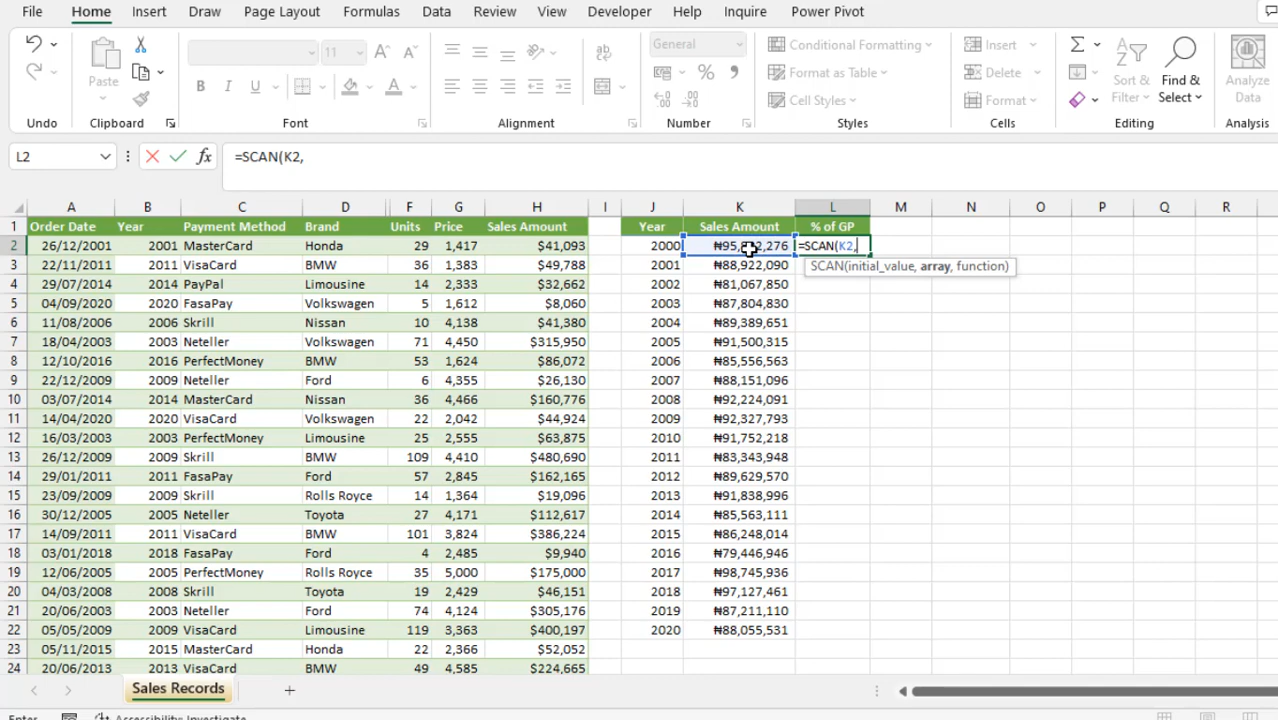 File Home Insert Draw Page Layout Formulas Data Review View Developer Help Inquire Power Pivot
11 General Conditional Formatting Insert
Paste B I U A Format as Table Delete Sort & Filter Find & Select Analyze Data
Cell Styles Format
Undo Clipboard Font Alignment Number Styles Cells Editing Analysis
L2 fx =SCAN(K2,
A B C D F G H I J K L M N O P Q R
1 Order Date Year Payment Method Brand Units Price Sales Amount Year Sales Amount % of GP
2 26/12/2001 2001 MasterCard Honda 29 1,417 $41,093 2000 =SCAN(K2,
3 22/11/2011 2011 VisaCard BMW 36 1,383 $49,788 2001 ₦88,922,090 SCAN(initial_value, array, function)
4 29/07/2014 2014 PayPal Limousine 14 2,333 $32,662 2002 ₦81,067,850
5 04/09/2020 2020 FasaPay Volkswagen 5 1,612 $8,060 2003 ₦87,804,830
6 11/08/2006 2006 Skrill Nissan 10 4,138 $41,380 2004 ₦89,389,651
7 18/04/2003 2003 Neteller Volkswagen 71 4,450 $315,950 2005 ₦91,500,315
8 12/10/2016 2016 PerfectMoney BMW 53 1,624 $86,072 2006 ₦85,556,563
9 22/12/2009 2009 Neteller Ford 6 4,355 $26,130 2007 ₦88,151,096
10 03/07/2014 2014 MasterCard Nissan 36 4,466 $160,776 2008 ₦92,224,091
11 14/04/2020 2020 VisaCard Volkswagen 22 2,042 $44,924 2009 ₦92,327,793
12 16/03/2003 2003 PerfectMoney Limousine 25 2,555 $63,875 2010 ₦91,752,218
13 26/12/2009 2009 Skrill BMW 109 4,410 $480,690 2011 ₦83,343,948
14 29/01/2011 2011 FasaPay Ford 57 2,845 $162,165 2012 ₦89,629,570
15 23/09/2009 2009 Skrill Rolls Royce 14 1,364 $19,096 2013 ₦91,838,996
16 30/12/2005 2005 Neteller Toyota 27 4,171 $112,617 2014 ₦85,563,111
17 14/09/2011 2011 VisaCard BMW 101 3,824 $386,224 2015 ₦86,248,014
18 03/01/2018 2018 FasaPay Ford 4 2,485 $9,940 2016 ₦79,446,946
19 12/06/2005 2005 PerfectMoney Rolls Royce 35 5,000 $175,000 2017 ₦98,745,936
20 04/03/2008 2008 Skrill Toyota 19 2,429 $46,151 2018 ₦97,127,461
21 20/06/2003 2003 Neteller Ford 74 4,124 $305,176 2019 ₦87,211,110
22 05/05/2009 2009 VisaCard Limousine 119 3,363 $400,197 2020 ₦88,055,531
23 05/11/2015 2015 MasterCard Honda 22 2,366 $52,052
24 20/06/2013 2013 VisaCard BMW 49 4,585 $224,665
Sales Records
Enter Accessibility: Investigate